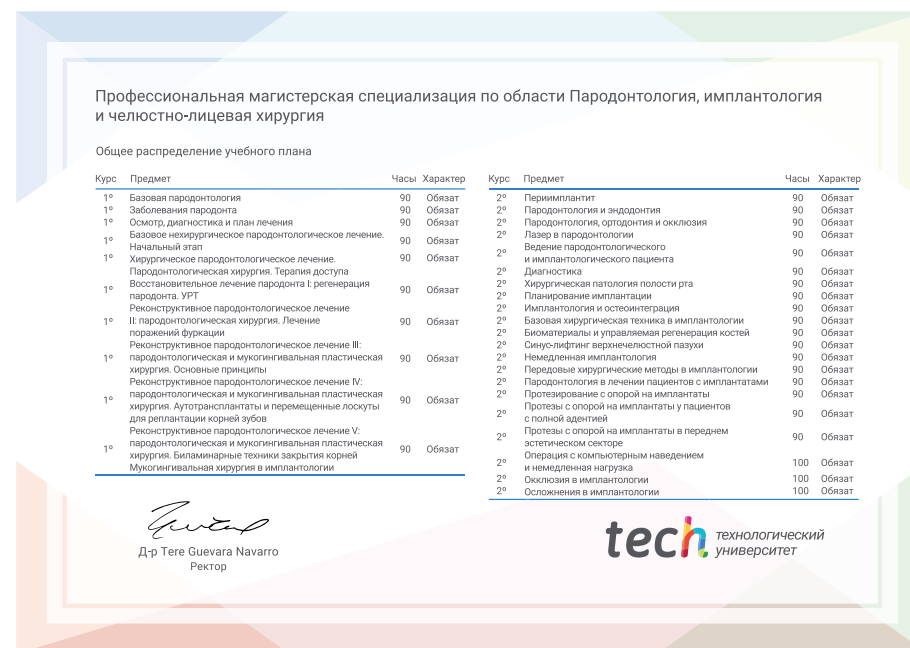 Профессиональная магистерская специализация по области Пародонтология, имплантология
и челюстно-лицевая хирургия
Общее распределение учебного плана
Курс Предмет Часы Характер
1º Базовая пародонтология 90 Обязат
1º Заболевания пародонта 90 Обязат
1º Осмотр, диагностика и план лечения 90 Обязат
1º Базовое нехирургическое пародонтологическое лечение.
Начальный этап 90 Обязат
1º Хирургическое пародонтологическое лечение. 90 Обязат
Пародонтологическая хирургия. Терапия доступа
1º Восстановительное лечение пародонта I: регенерация 90 Обязат
пародонта. УРТ
Реконструктивное пародонтологическое лечение
1º II: пародонтологическая хирургия. Лечение 90 Обязат
поражений фуркации
Реконструктивное пародонтологическое лечение III:
1º пародонтологическая и мукогингивальная пластическая 90 Обязат
хирургия. Основные принципы
Реконструктивное пародонтологическое лечение IV:
пародонтологическая и мукогингивальная пластическая
1º хирургия. Аутотрансплантаты и перемещенные лоскуты 90 Обязат
для реплантации корней зубов
Реконструктивное пародонтологическое лечение V:
пародонтологическая и мукогингивальная пластическая
1º хирургия. Биламинарные техники закрытия корней 90 Обязат
Мукогингивальная хирургия в имплантологии
Курс Предмет Часы Характер
2º Периимплантит 90 Обязат
2º Пародонтология и эндодонтия 90 Обязат
2º Пародонтология, ортодонтия и окклюзия 90 Обязат
2º Лазер в пародонтологии 90 Обязат
2º Ведение пародонтологического
и имплантологического пациента 90 Обязат
2º Диагностика 90 Обязат
2º Хирургическая патология полости рта 90 Обязат
2º Планирование имплантации 90 Обязат
2º Имплантология и остеоинтеграция 90 Обязат
2º Базовая хирургическая техника в имплантологии 90 Обязат
2º Биоматериалы и управляемая регенерация костей 90 Обязат
2º Синус-лифтинг верхнечелюстной пазухи 90 Обязат
2º Немедленная имплантология 90 Обязат
2º Передовые хирургические методы в имплантологии 90 Обязат
2º Пародонтология в лечении пациентов с имплантатами 90 Обязат
2º Протезирование с опорой на имплантаты 90 Обязат
2º Протезы с опорой на имплантаты у пациентов
с полной адентией 90 Обязат
2º Протезы с опорой на имплантаты в переднем
эстетическом секторе 90 Обязат
2º Операция с компьютерным наведением
и немедленная нагрузка 100 Обязат
2º Окклюзия в имплантологии 100 Обязат
2º Осложнения в имплантологии 100 Обязат
Д-р Tere Guevara Navarro
Ректор
tech технологический
университет